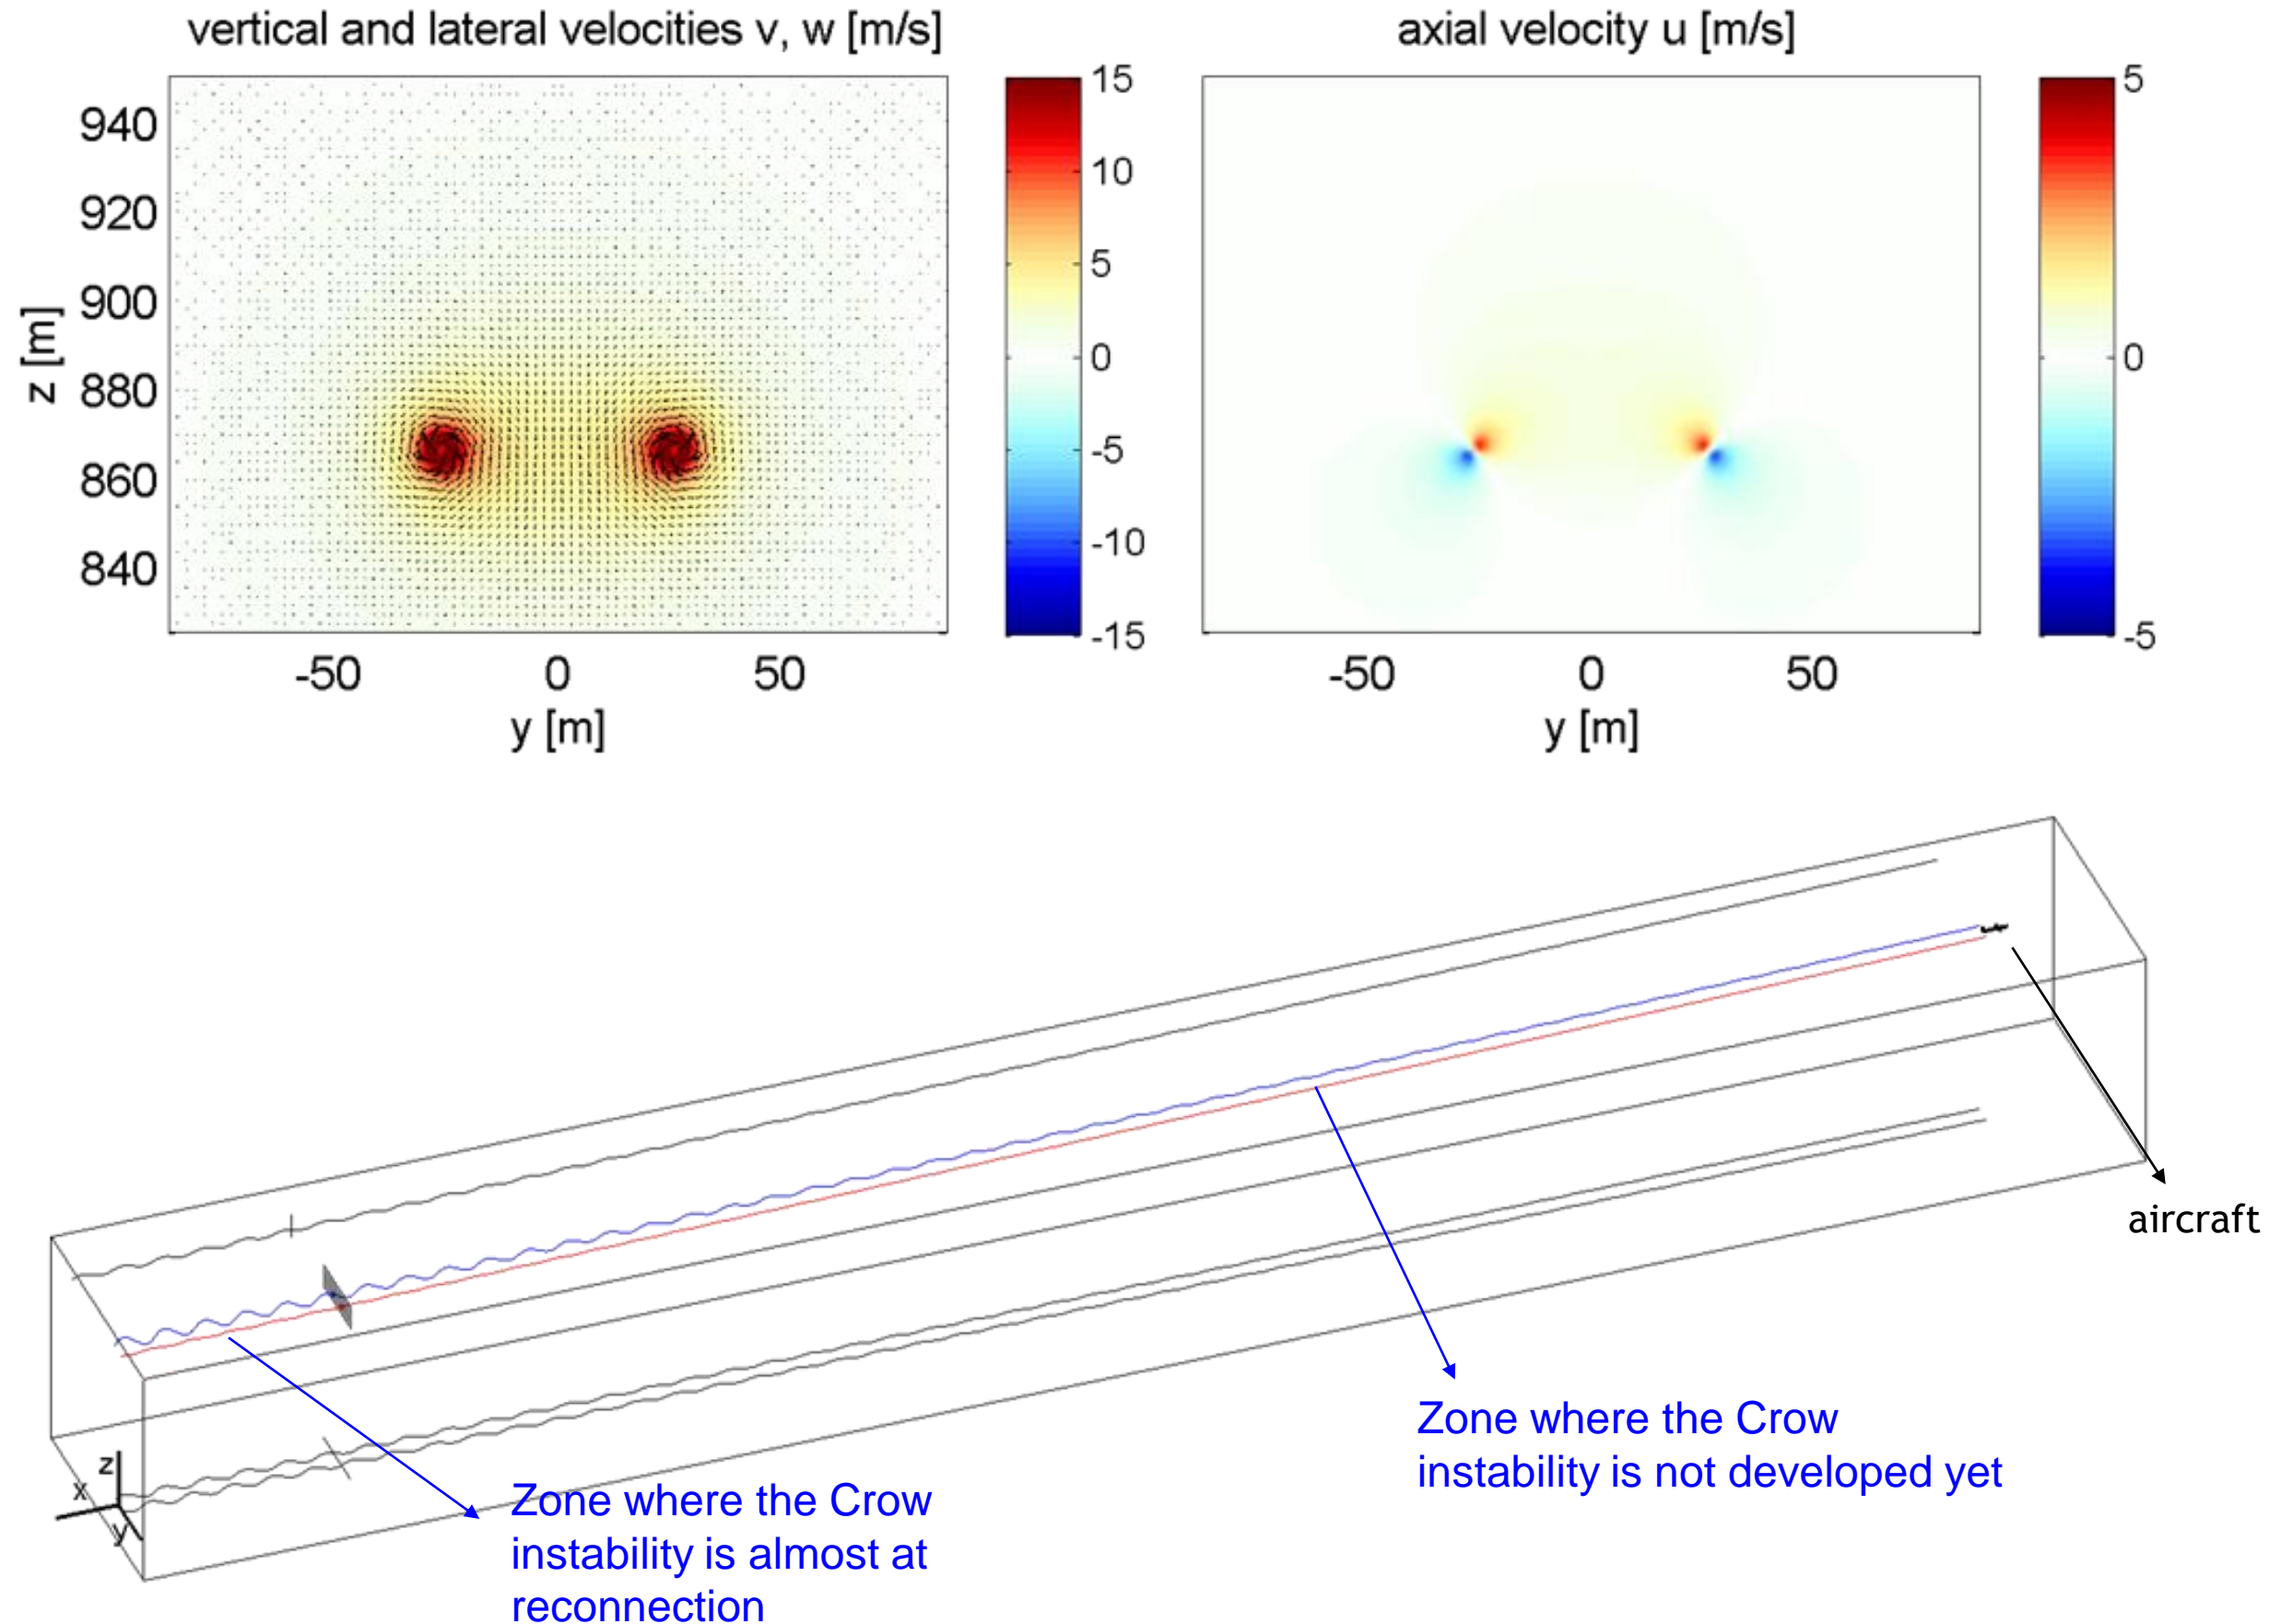 vertical and lateral velocities v, w [m/s]
axial velocity u [m/s]
940
920
900
880
860
840
z [m]
-50
0
50
y [m]
15
10
5
0
-5
-10
-15
-50
0
50
y [m]
5
0
-5
aircraft
Zone where the Crow
instability is not developed yet
z
x
y
Zone where the Crow
instability is almost at
reconnection